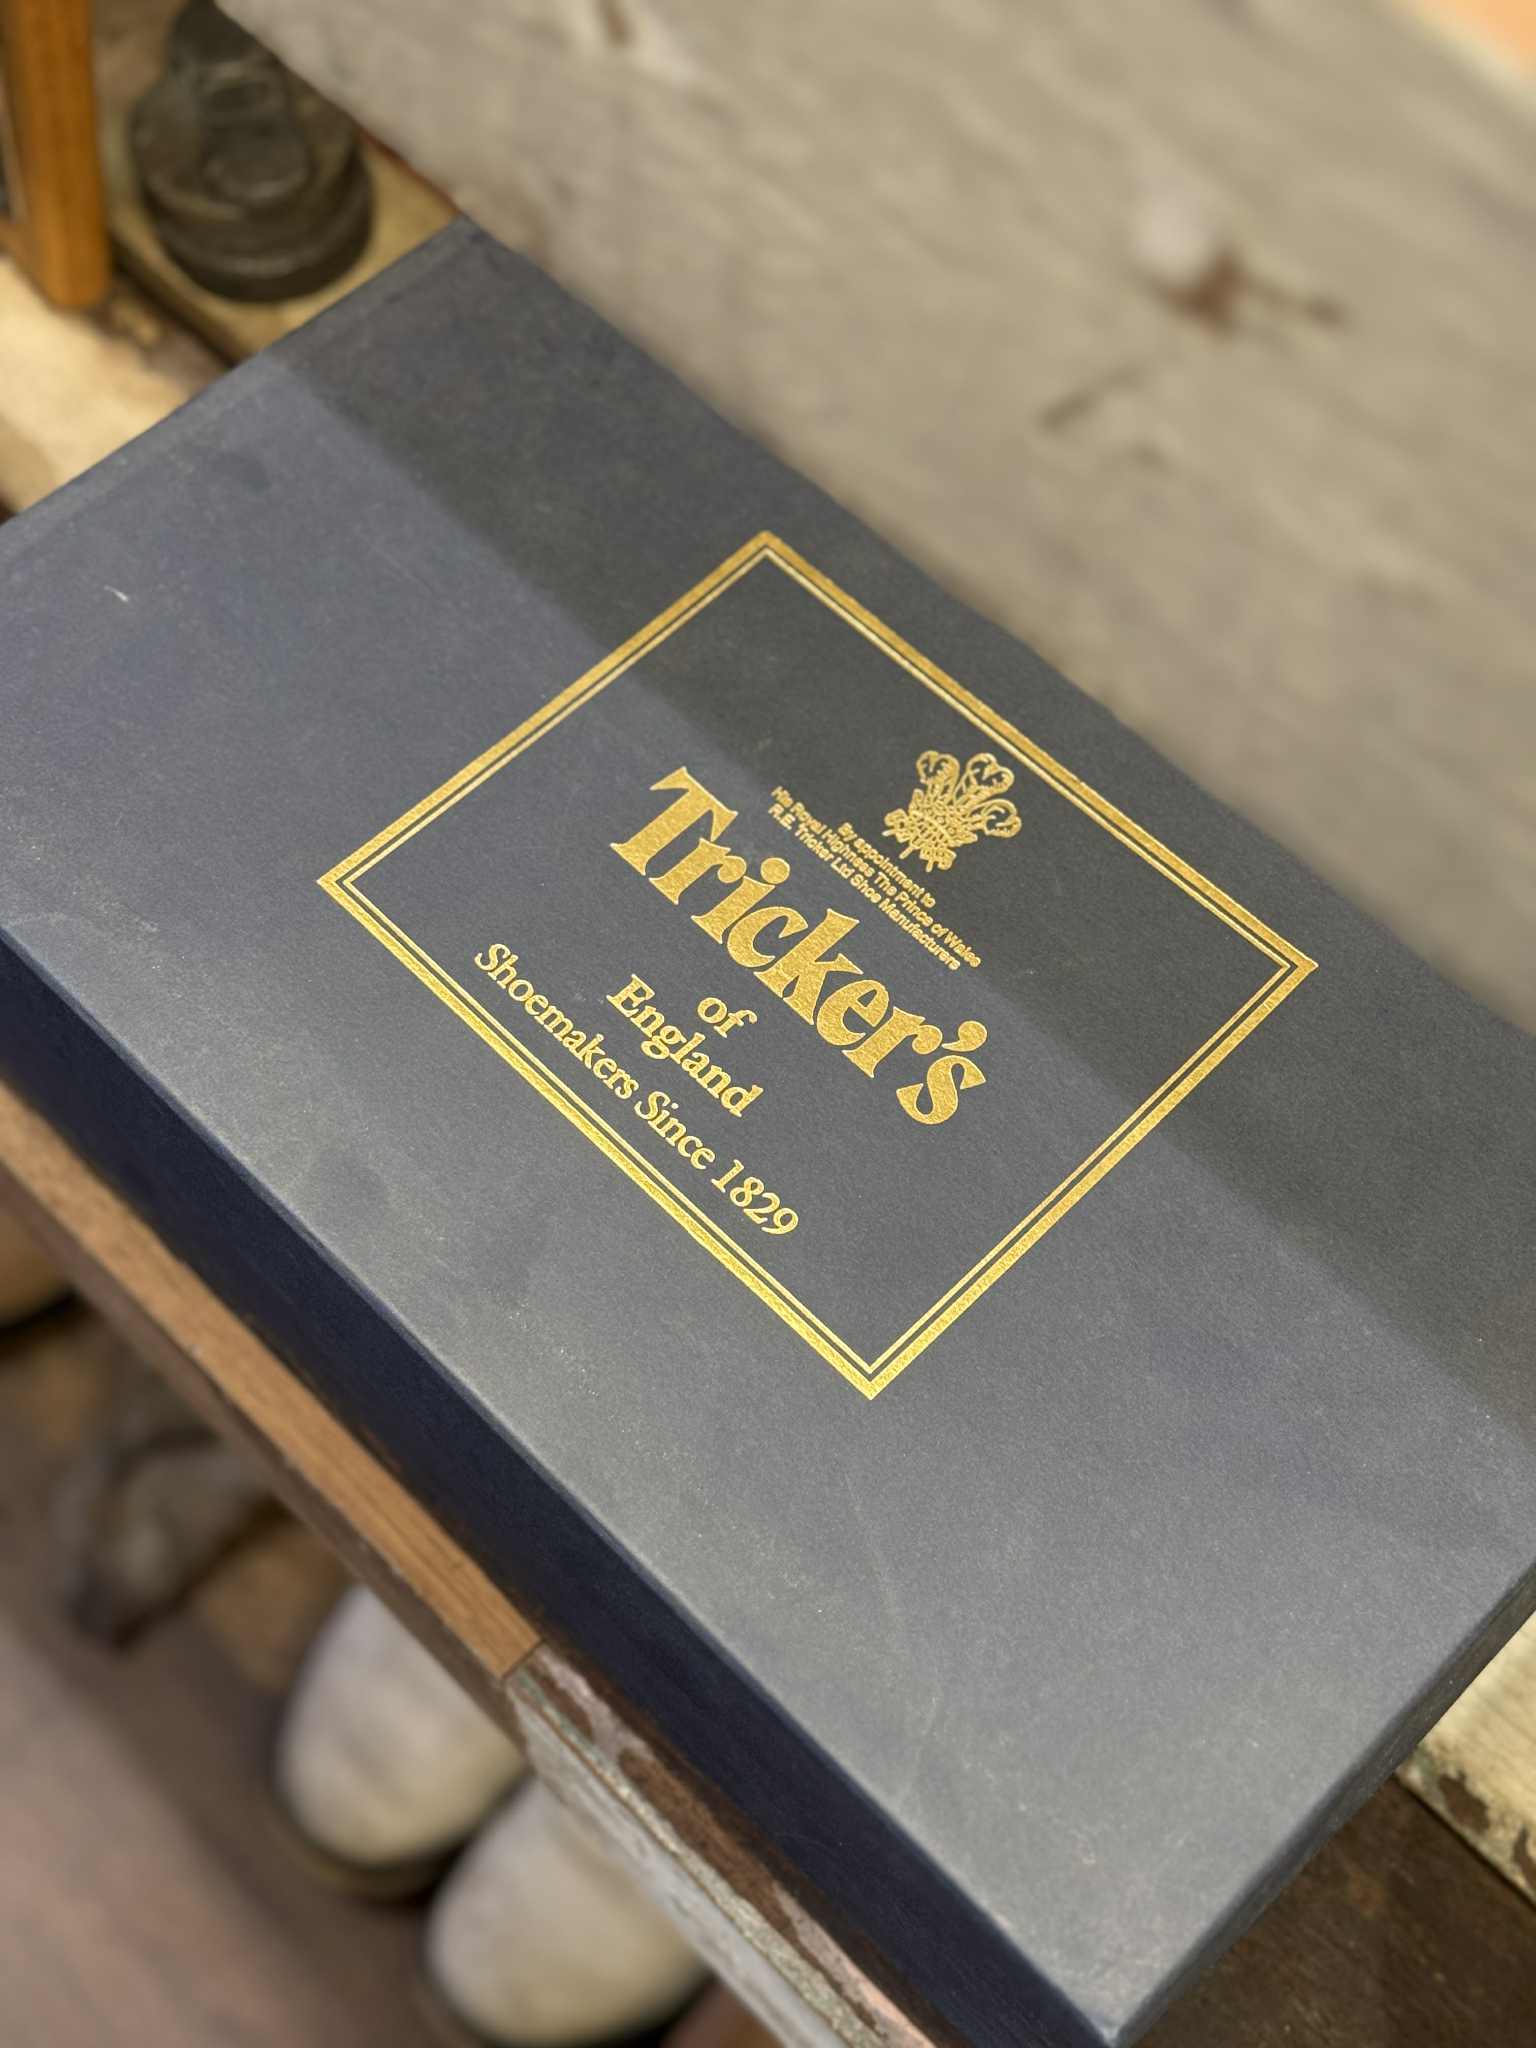 By appointment to
His Royal Highness The Prince of Wales
R.E. Tricker Ltd Shoe Manufacturers
Tricker's
of
England
Shoemakers Since 1829